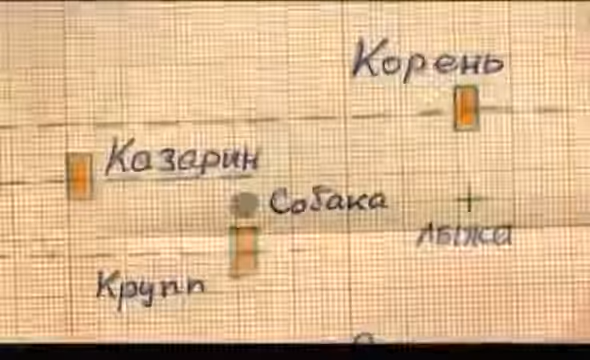 Корень
Казарин
Собака
лыжа
Крупп